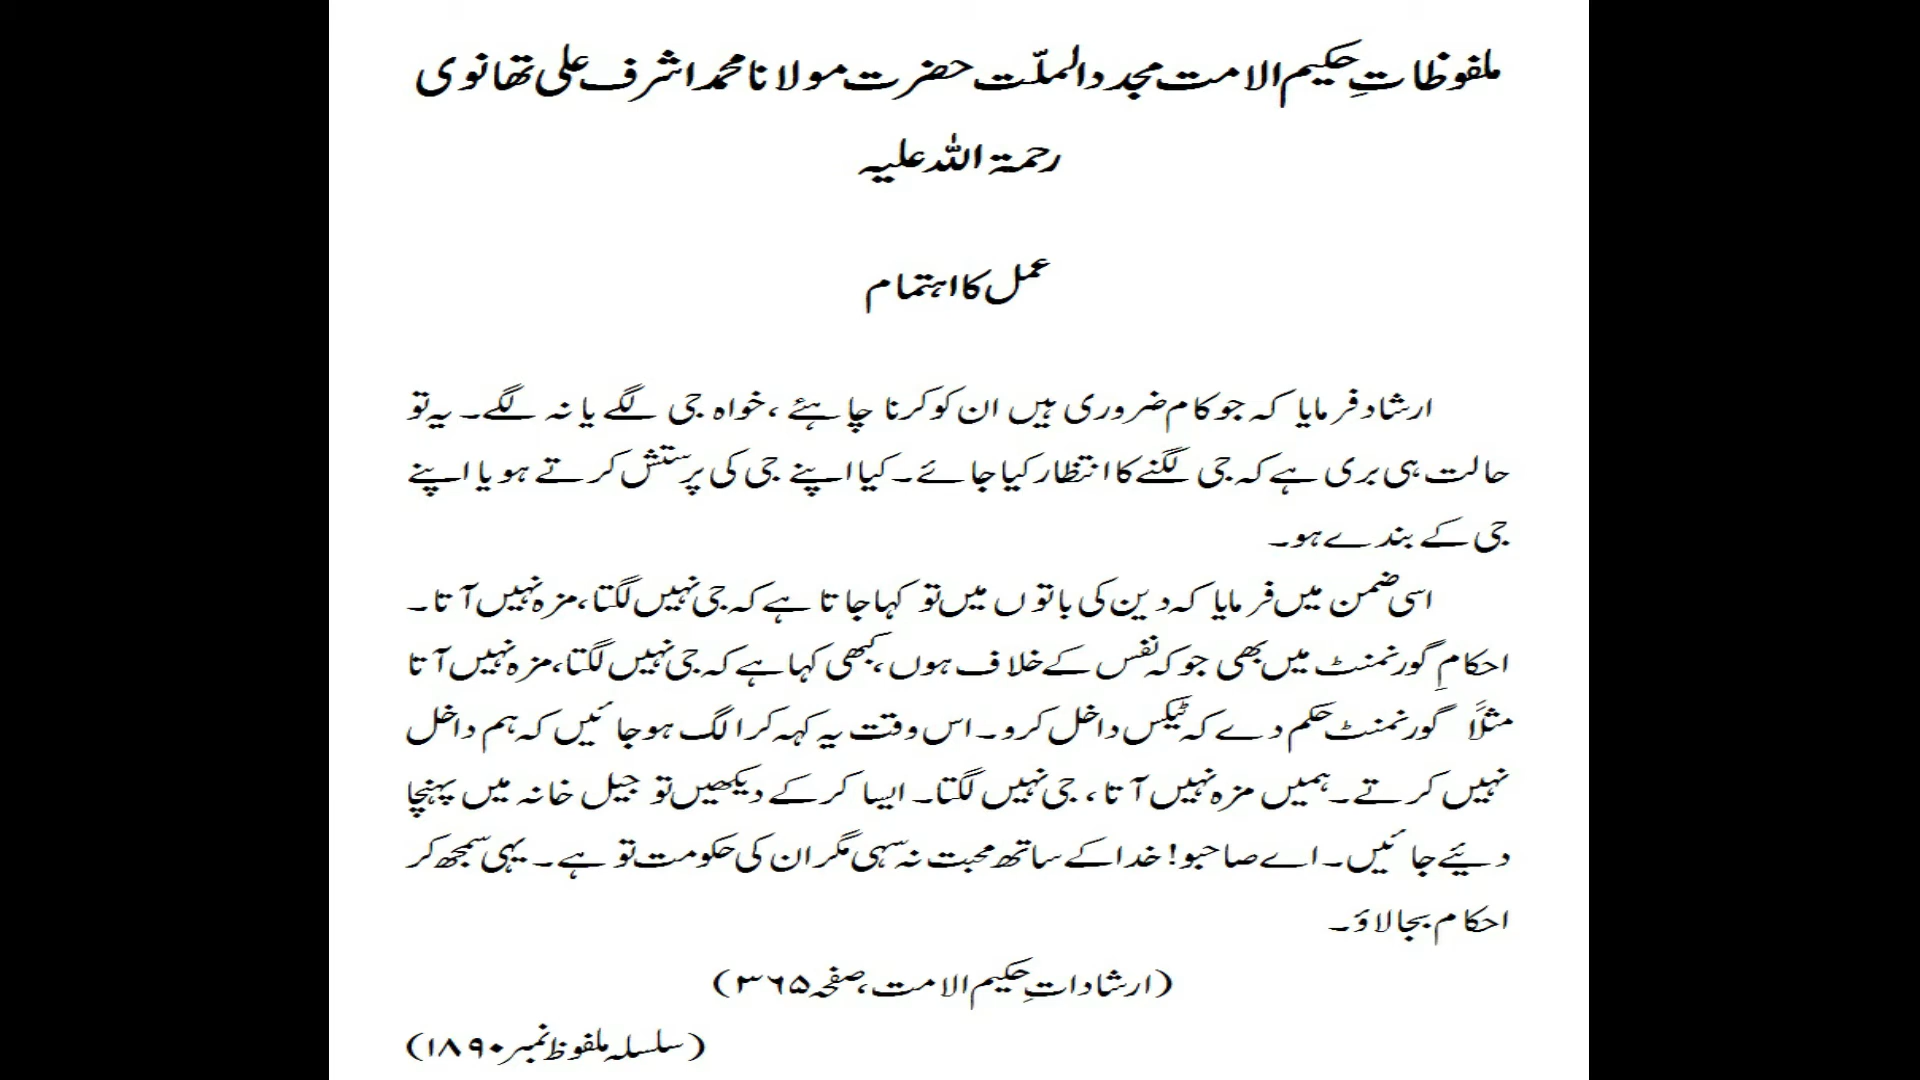 ملفوظاتِ حکیم الامت مجدد الملّت حضرت مولانا محمد اشرف علی تھانوی
رحمۃ اللہ علیہ
عمل کا اہتمام
ارشاد فرمایا کہ جو کام ضروری ہیں ان کو کرنا چاہئے، خواہ جی لگے یا نہ لگے۔ یہ تو
حالت ہی بری ہے کہ جی لگنے کا انتظار کیا جائے۔ کیا اپنے جی کی پرستش کرتے ہو یا اپنے
جی کے بندے ہو۔
اسی ضمن میں فرمایا کہ دین کی باتوں میں تو کہا جاتا ہے کہ جی نہیں لگتا، مزہ نہیں آتا۔
احکامِ گورنمنٹ میں بھی جو کہ نفس کے خلاف ہوں، کبھی کہا ہے کہ جی نہیں لگتا، مزہ نہیں آتا
مثلاً گورنمنٹ حکم دے کہ ٹیکس داخل کرو۔ اس وقت یہ کہہ کر الگ ہو جائیں کہ ہم داخل
نہیں کرتے۔ ہمیں مزہ نہیں آتا، جی نہیں لگتا۔ ایسا کر کے دیکھیں تو جیل خانہ میں پہنچا
دئیے جائیں۔ اے صاحبو! خدا کے ساتھ محبت نہ سہی مگر ان کی حکومت تو ہے۔ یہی سمجھ کر
احکام بجا لاؤ۔
(ارشاداتِ حکیم الامت، صفحہ ۳۶۵)
(سلسلہ ملفوظ نمبر ۱۸۹۰)